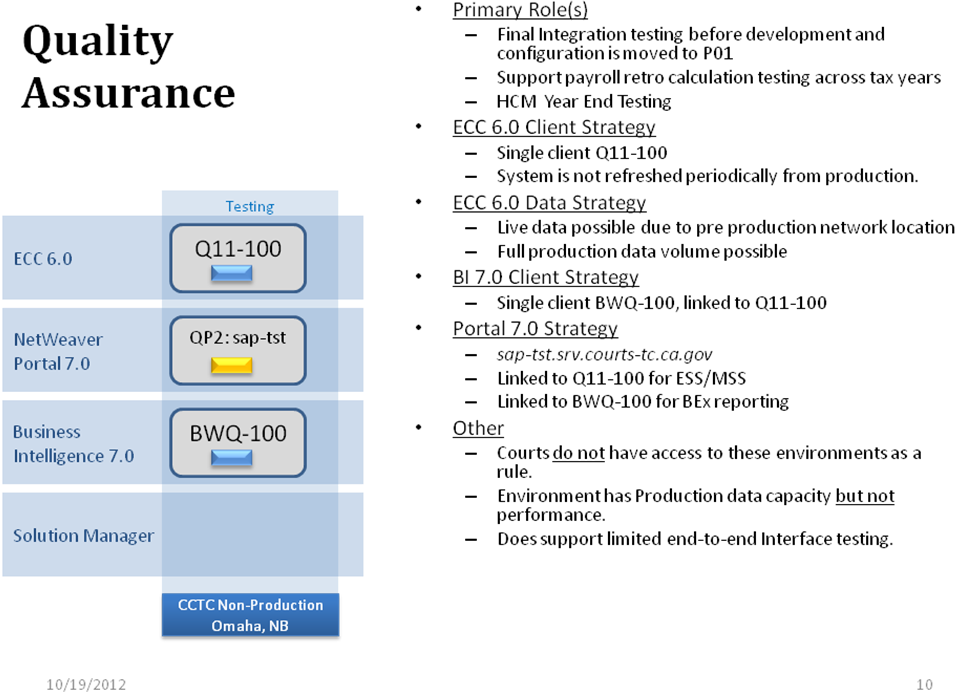 Quality
Assurance
Testing
ECC 6.0
Q11-100
NetWeaver
Portal 7.0
QP2: sap-tst
Business
Intelligence 7.0
BWQ-100
Solution Manager
CCTC Non-Production
Omaha, NB
• Primary Role(s)
– Final Integration testing before development and
configuration is moved to P01
– Support payroll retro calculation testing across tax years
– HCM Year End Testing
• ECC 6.0 Client Strategy
– Single client Q11-100
– System is not refreshed periodically from production.
• ECC 6.0 Data Strategy
– Live data possible due to pre production network location
– Full production data volume possible
• BI 7.0 Client Strategy
– Single client BWQ-100, linked to Q11-100
• Portal 7.0 Strategy
– sap-tst.srv.courts-tc.ca.gov
– Linked to Q11-100 for ESS/MSS
– Linked to BWQ-100 for BEx reporting
• Other
– Courts do not have access to these environments as a
rule.
– Environment has Production data capacity but not
performance.
– Does support limited end-to-end Interface testing.
10/19/2012
10